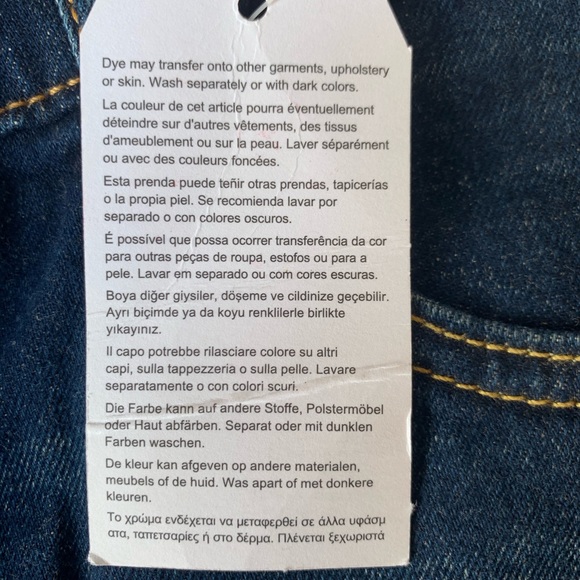 Dye may transfer onto other garments, upholstery
or skin. Wash separately or with dark colors.
La couleur de cet article pourra éventuellement
déteindre sur d'autres vêtements, des tissus
d'ameublement ou sur la peau. Laver séparément
ou avec des couleurs foncées.
Esta prenda puede teñir otras prendas, tapicerías
o la propia piel. Se recomienda lavar por
separado o con colores oscuros.
É possível que possa ocorrer transferência da cor
para outras peças de roupa, estofos ou para a
pele. Lavar em separado ou com cores escuras.
Boya diğer giysiler, döşeme ve cildinize geçebilir.
Ayrı biçimde ya da koyu renklilerle birlikte
yıkayınız.
Il capo potrebbe rilasciare colore su altri
capi, sulla tappezzeria o sulla pelle. Lavare
separatamente o con colori scuri.
Die Farbe kann auf andere Stoffe, Polstermöbel
oder Haut abfärben. Separat oder mit dunklen
Farben waschen.
De kleur kan afgeven op andere materialen,
meubels of de huid. Was apart of met donkere
kleuren.
Το χρώμα ενδέχεται να μεταφερθεί σε άλλα υφάσμ
ατα, ταπετσαρίες ή στο δέρμα. Πλένεται ξεχωριστά